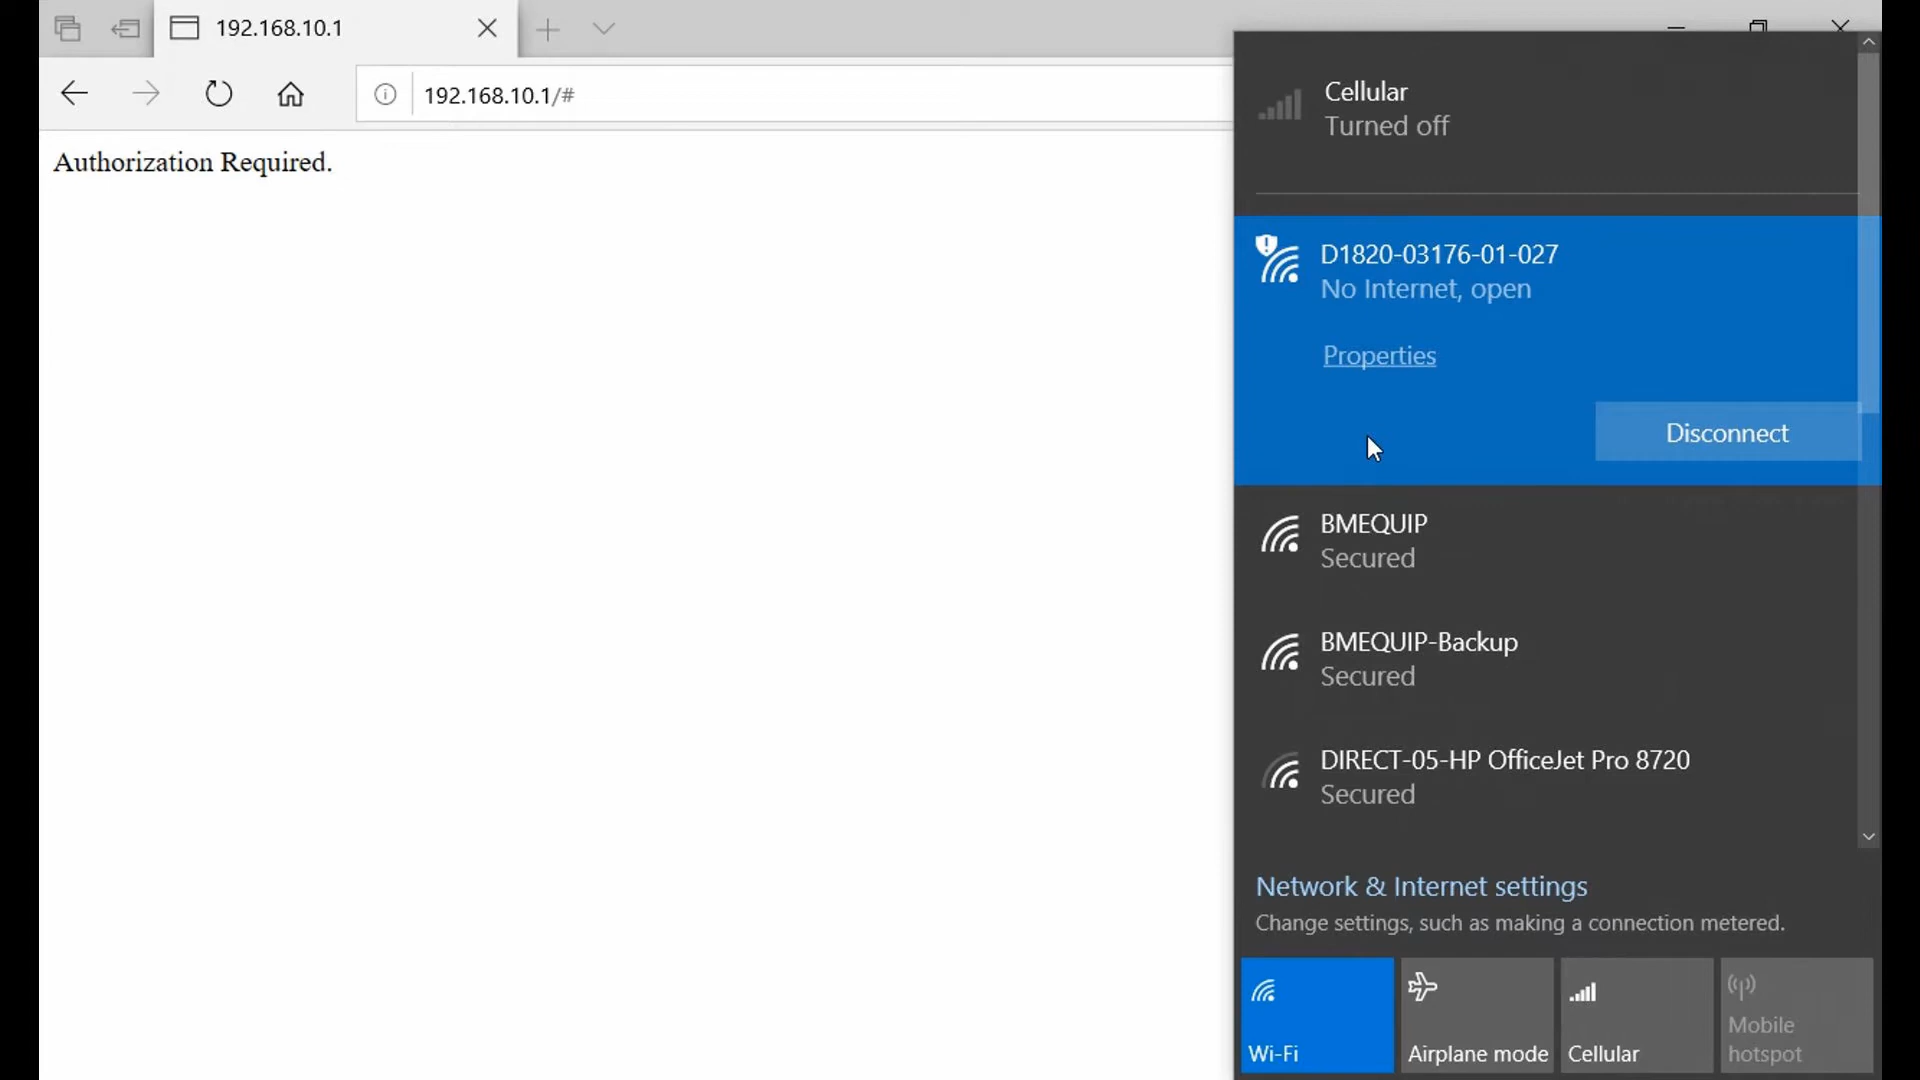 192.168.10.1
192.168.10.1/#
Authorization Required.
Cellular
Turned off
D1820-03176-01-027
No Internet, open
Properties
Disconnect
BMEQUIP
Secured
BMEQUIP-Backup
Secured
DIRECT-05-HP OfficeJet Pro 8720
Secured
Network & Internet settings
Change settings, such as making a connection metered.
Wi-Fi
Airplane mode
Cellular
Mobile
hotspot